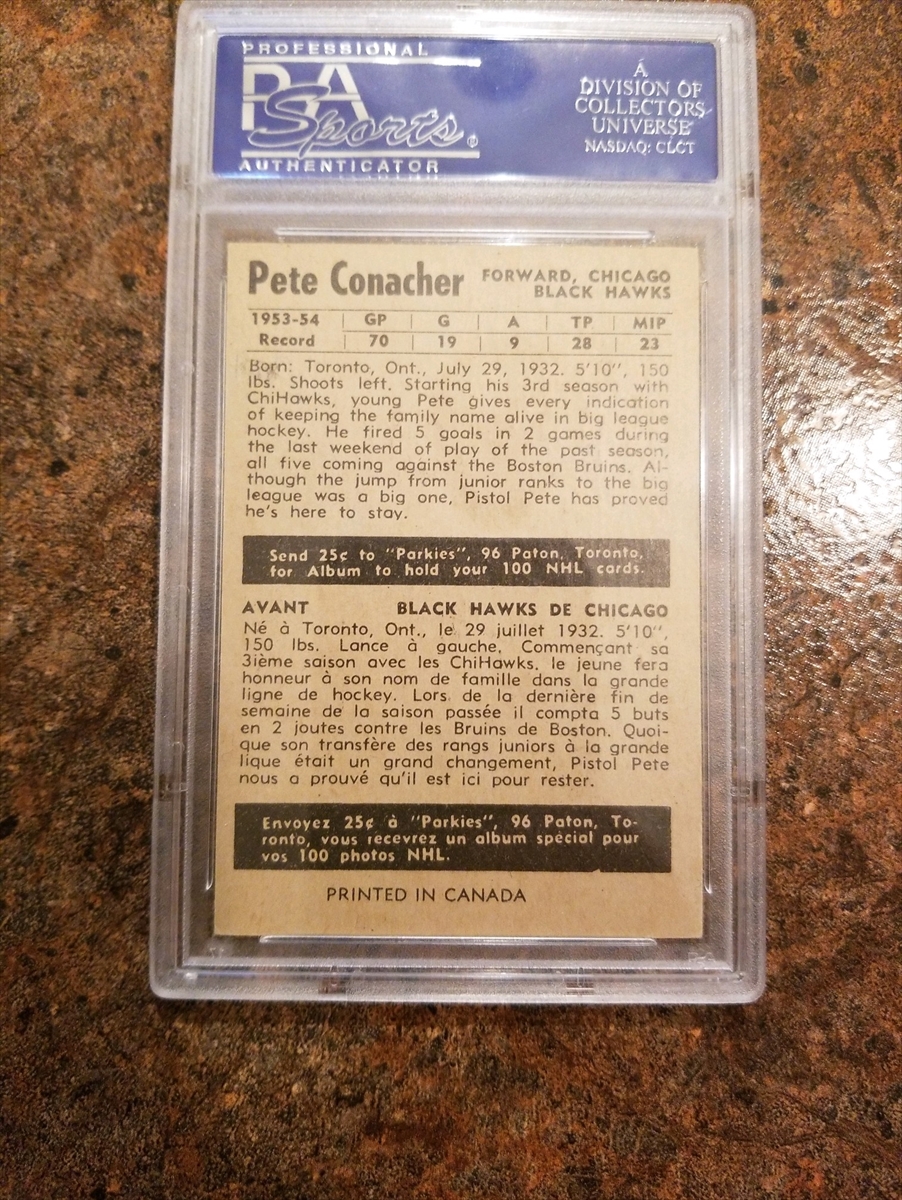 PROFESSIONAL
PSA
Sports®
AUTHENTICATOR
A
DIVISION OF
COLLECTORS
UNIVERSE
NASDAQ: CLCT
Pete Conacher FORWARD, CHICAGO
BLACK HAWKS
1953-54 GP G A TP MIP
Record 70 19 9 28 23
Born: Toronto, Ont., July 29, 1932. 5'10", 150
lbs. Shoots left. Starting his 3rd season with
ChiHawks, young Pete gives every indication
of keeping the family name alive in big league
hockey. He fired 5 goals in 2 games during
the last weekend of play of the past season,
all five coming against the Boston Bruins. Al-
though the jump from junior ranks to the big
league was a big one, Pistol Pete has proved
he's here to stay.
Send 25¢ to "Parkies", 96 Paton, Toronto,
for Album to hold your 100 NHL cards.
AVANT BLACK HAWKS DE CHICAGO
Né à Toronto, Ont., le 29 juillet 1932. 5'10",
150 lbs. Lance à gauche. Commençant sa
3ième saison avec les ChiHawks, le jeune fera
honneur à son nom de famille dans la grande
ligne de hockey. Lors de la dernière fin de
semaine de la saison passée il compta 5 buts
en 2 joutes contre les Bruins de Boston. Quoi-
que son transfère des rangs juniors à la grande
lique était un grand changement, Pistol Pete
nous a prouvé qu'il est ici pour rester.
Envoyez 25¢ à "Parkies", 96 Paton, To-
ronto, vous recevrez un album spécial pour
vos 100 photos NHL.
PRINTED IN CANADA